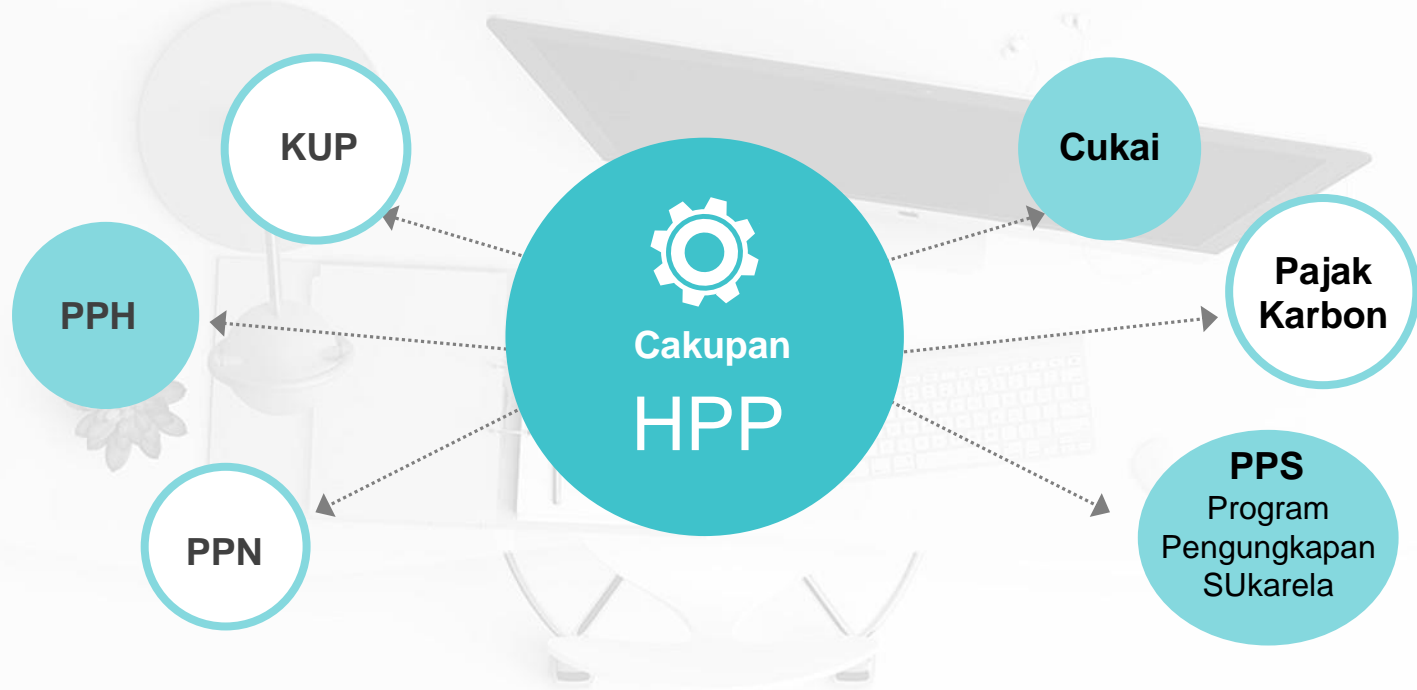 Cakupan
HPP
KUP
PPH
PPN
Cukai
Pajak
Karbon
PPS
Program
Pengungkapan
SUkarela